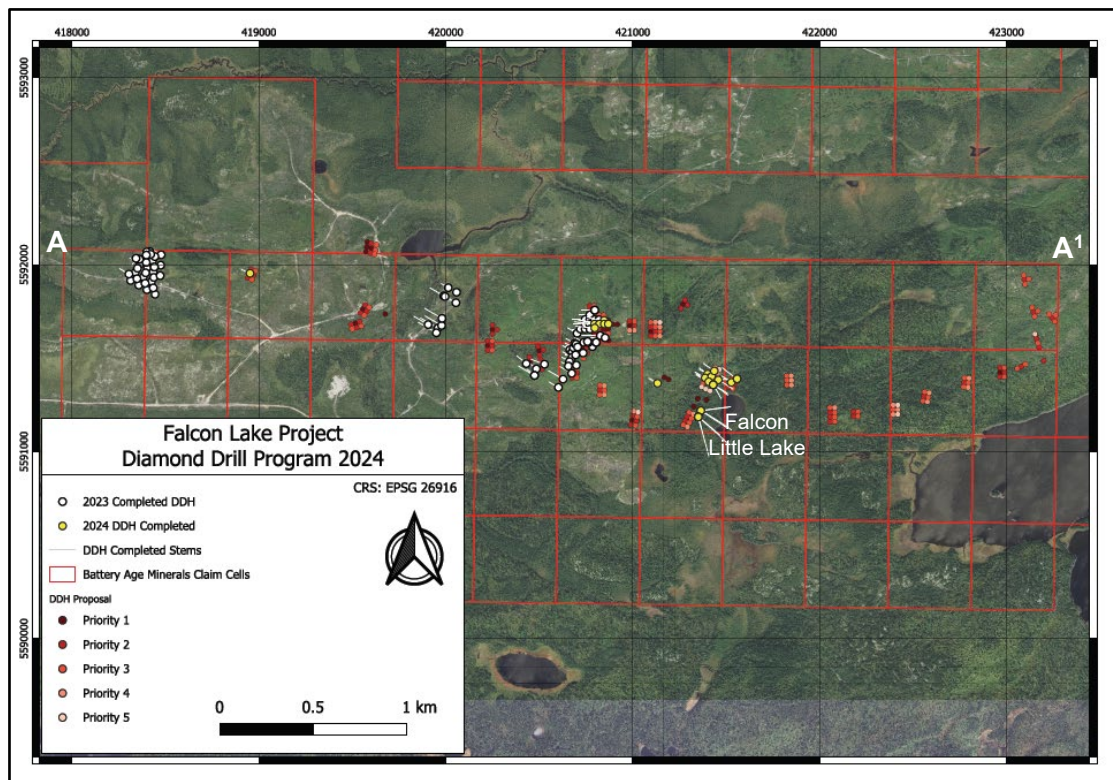 418000 419000 420000 421000 422000 423000
5593000
5592000
5591000
5590000
A
A¹
Falcon
Little Lake
Falcon Lake Project
Diamond Drill Program 2024
CRS: EPSG 26916
2023 Completed DDH
2024 DDH Completed
DDH Completed Stems
Battery Age Minerals Claim Cells
DDH Proposal
Priority 1
Priority 2
Priority 3
Priority 4
Priority 5
0 0.5 1 km